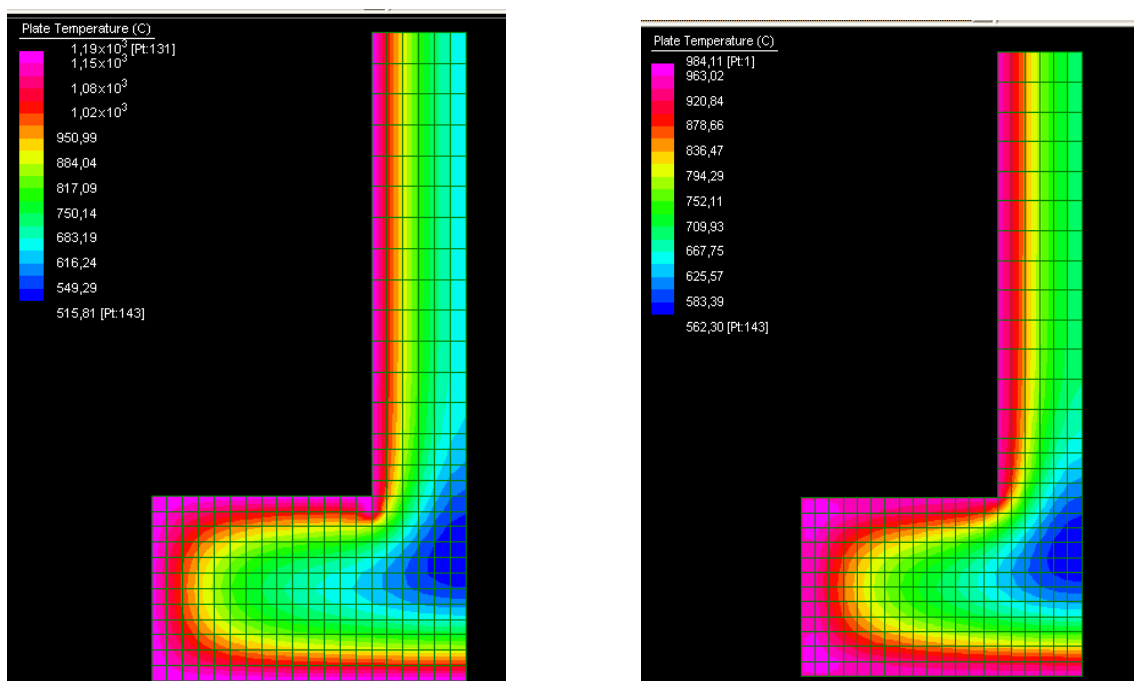 Plate Temperature (C)
1,19x10³ [Pt:131]
1,15x10³
1,08x10³
1,02x10³
950,99
884,04
817,09
750,14
683,19
616,24
549,29
515,81 [Pt:143]
Plate Temperature (C)
984,11 [Pt:1]
963,02
920,84
878,66
836,47
794,29
752,11
709,93
667,75
625,57
583,39
562,30 [Pt:143]